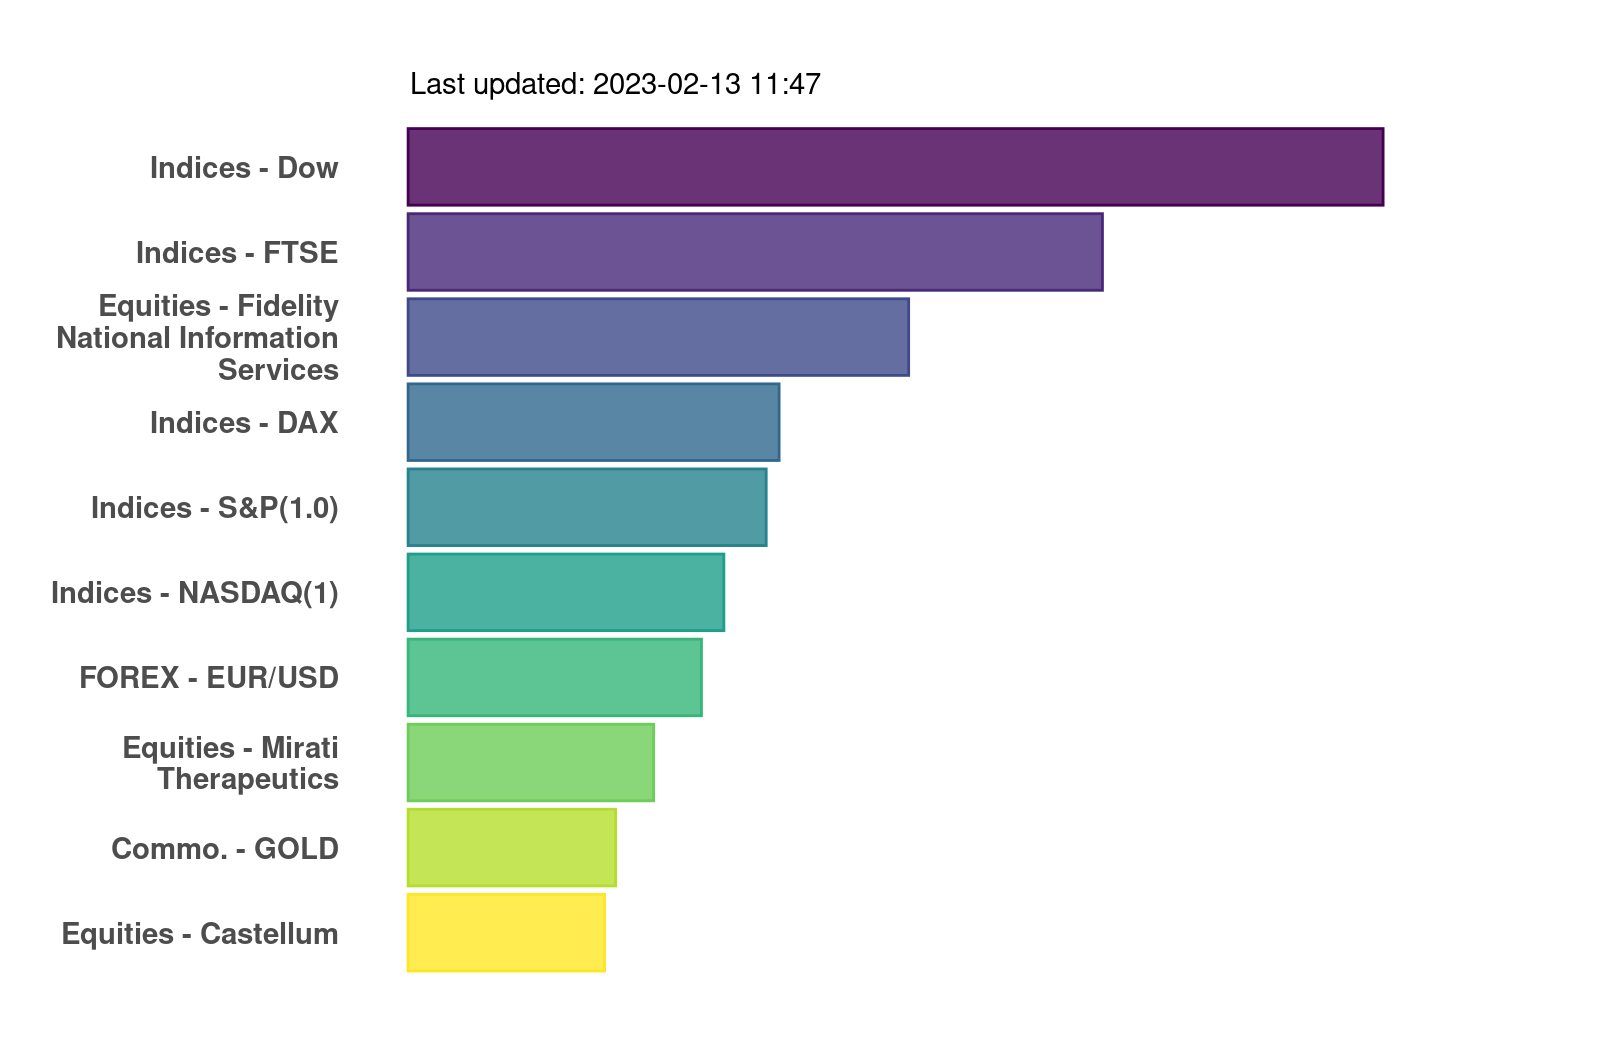 Last updated: 2023-02-13 11:47
Indices - Dow
Indices - FTSE
Equities - Fidelity
National Information
Services
Indices - DAX
Indices - S&P(1.0)
Indices - NASDAQ(1)
FOREX - EUR/USD
Equities - Mirati
Therapeutics
Commo. - GOLD
Equities - Castellum